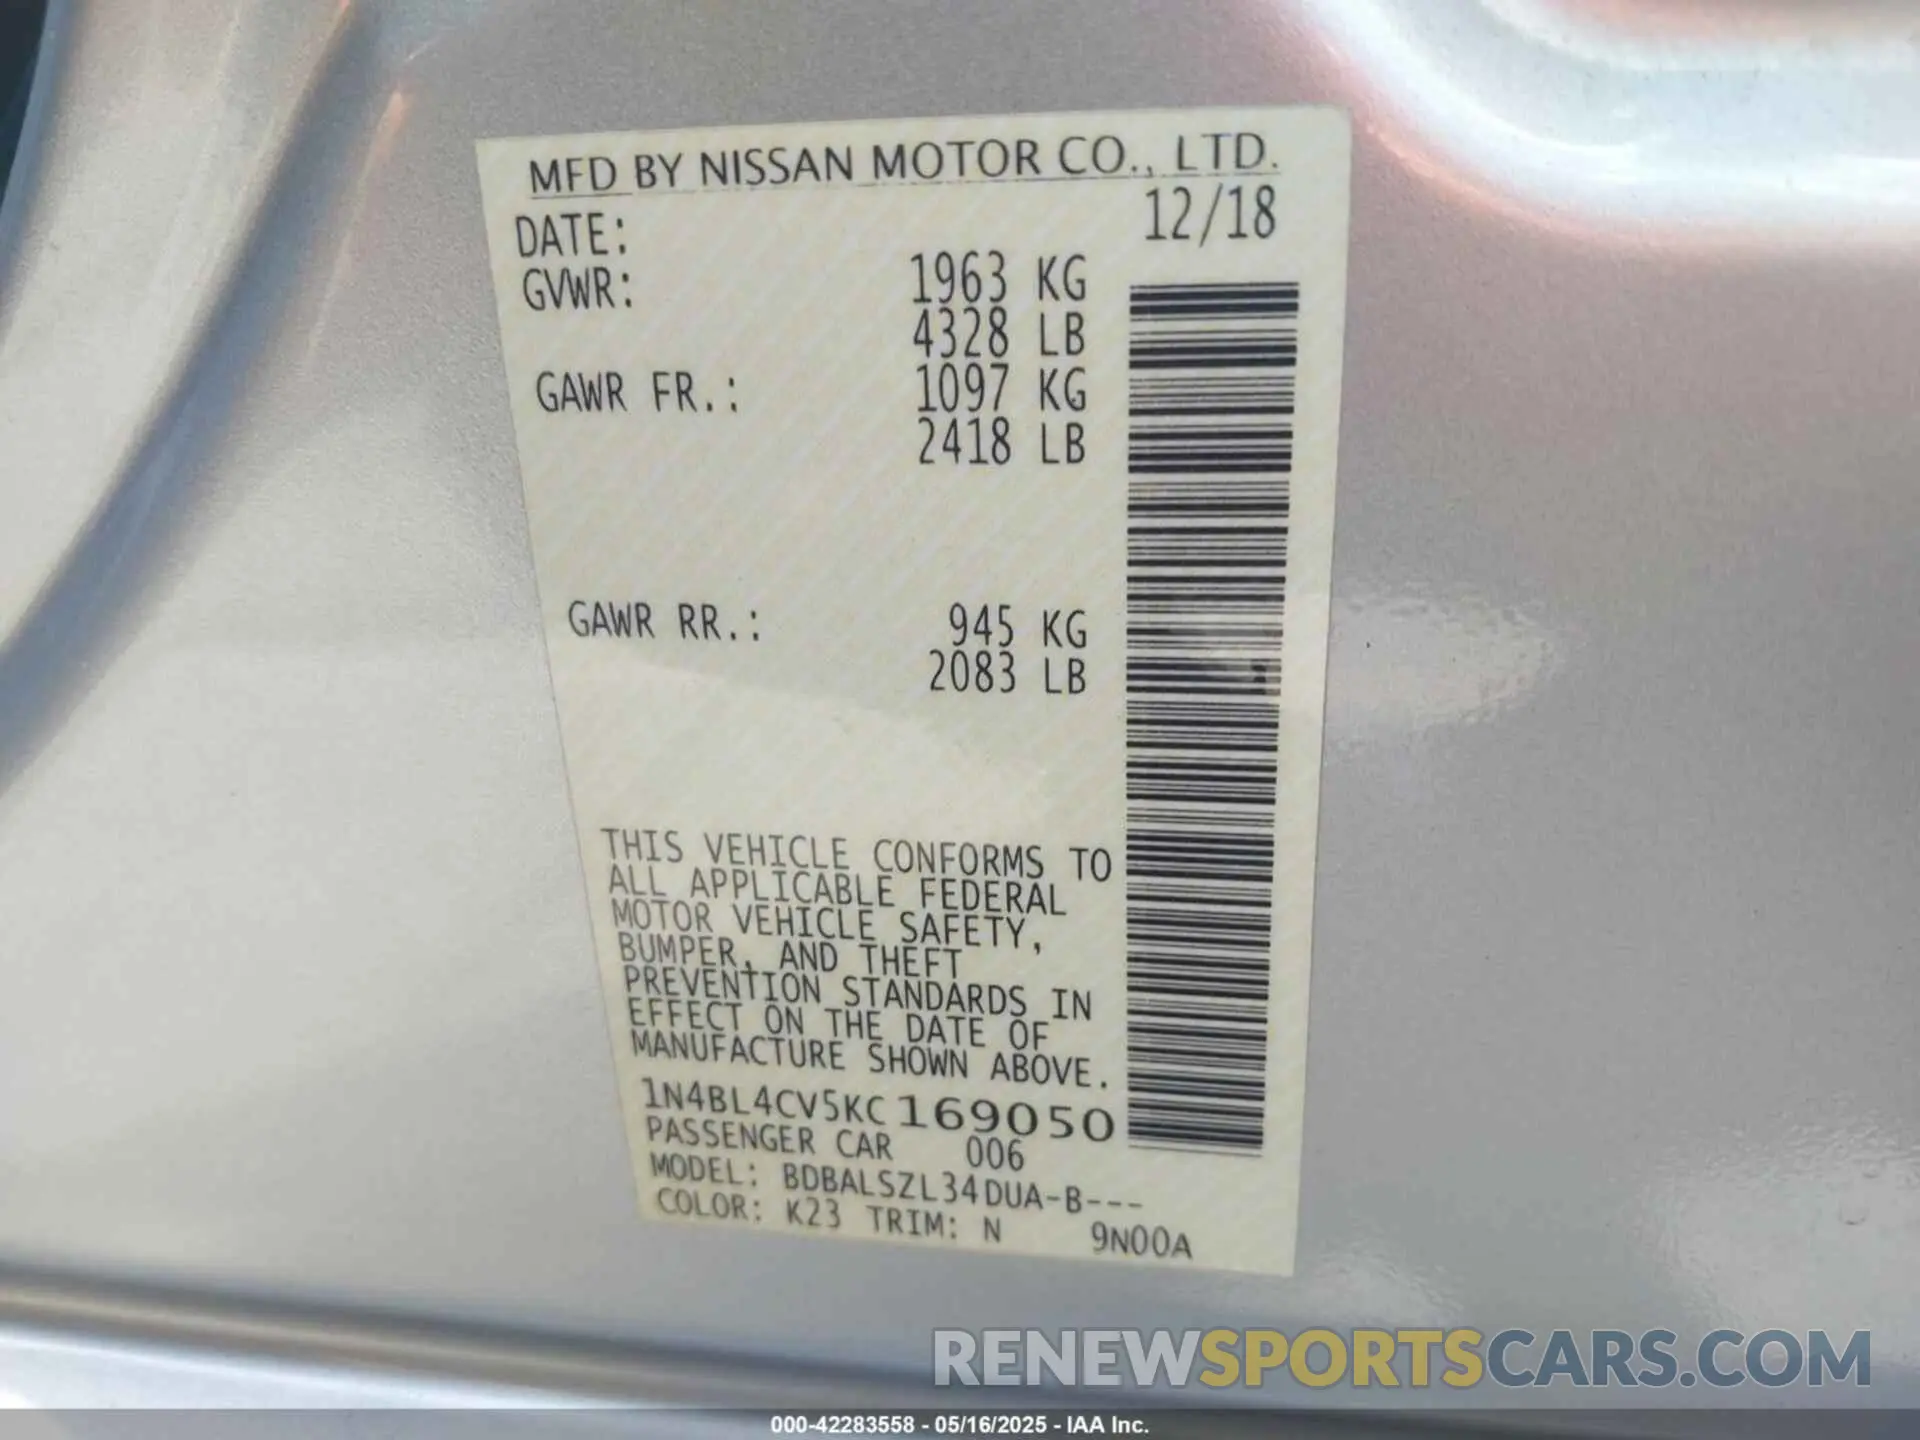 MFD BY NISSAN MOTOR CO., LTD.
DATE: 12/18
GVWR: 1963 KG
4328 LB
GAWR FR.: 1097 KG
2418 LB
GAWR RR.: 945 KG
2083 LB
THIS VEHICLE CONFORMS TO
ALL APPLICABLE FEDERAL
MOTOR VEHICLE SAFETY,
BUMPER, AND THEFT
PREVENTION STANDARDS IN
EFFECT ON THE DATE OF
MANUFACTURE SHOWN ABOVE.
1N4BL4CV5KC169050
PASSENGER CAR 006
MODEL: BDBALSZL34DUA-B---
COLOR: K23 TRIM: N 9N00A
RENEWSPORTSCARS.COM
000-42283558 - 05/16/2025 - IAA Inc.